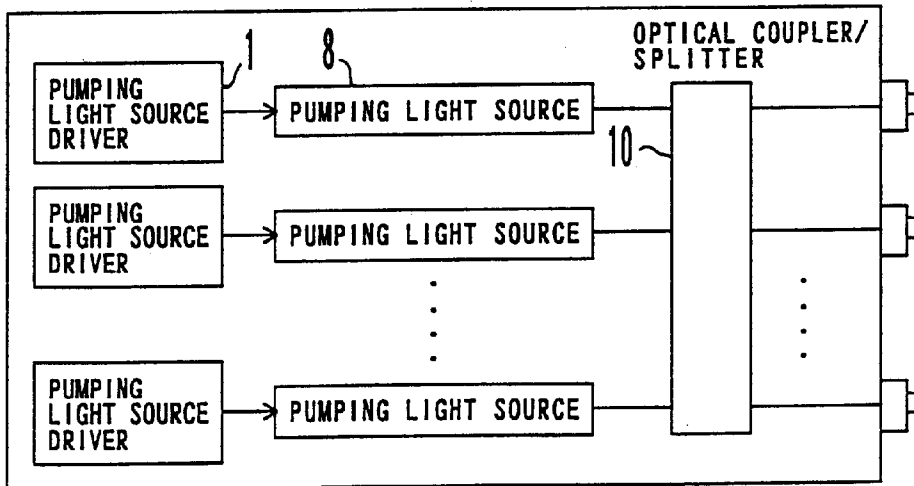 OPTICAL COUPLER/
SPLITTER
1
8
10
PUMPING
LIGHT SOURCE
DRIVER
PUMPING LIGHT SOURCE
PUMPING
LIGHT SOURCE
DRIVER
PUMPING LIGHT SOURCE
PUMPING
LIGHT SOURCE
DRIVER
PUMPING LIGHT SOURCE